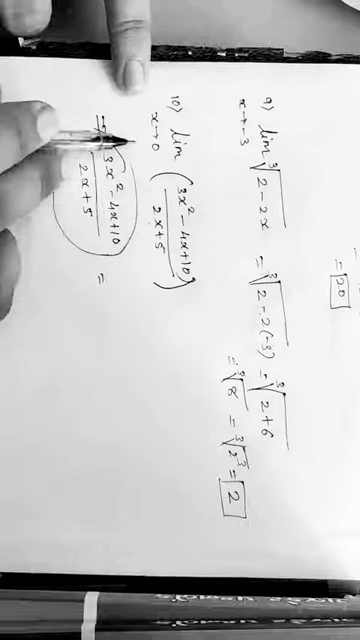 = 20
9) lim x→-3 ∛(2-2x) = ∛(2-2(-3)) = ∛(2+6)
= ∛8 = ∛2³ = 2
10) lim x→0 ((3x²-4x+10)/(2x+5))
= (3x²-4x+10)/(2x+5) =